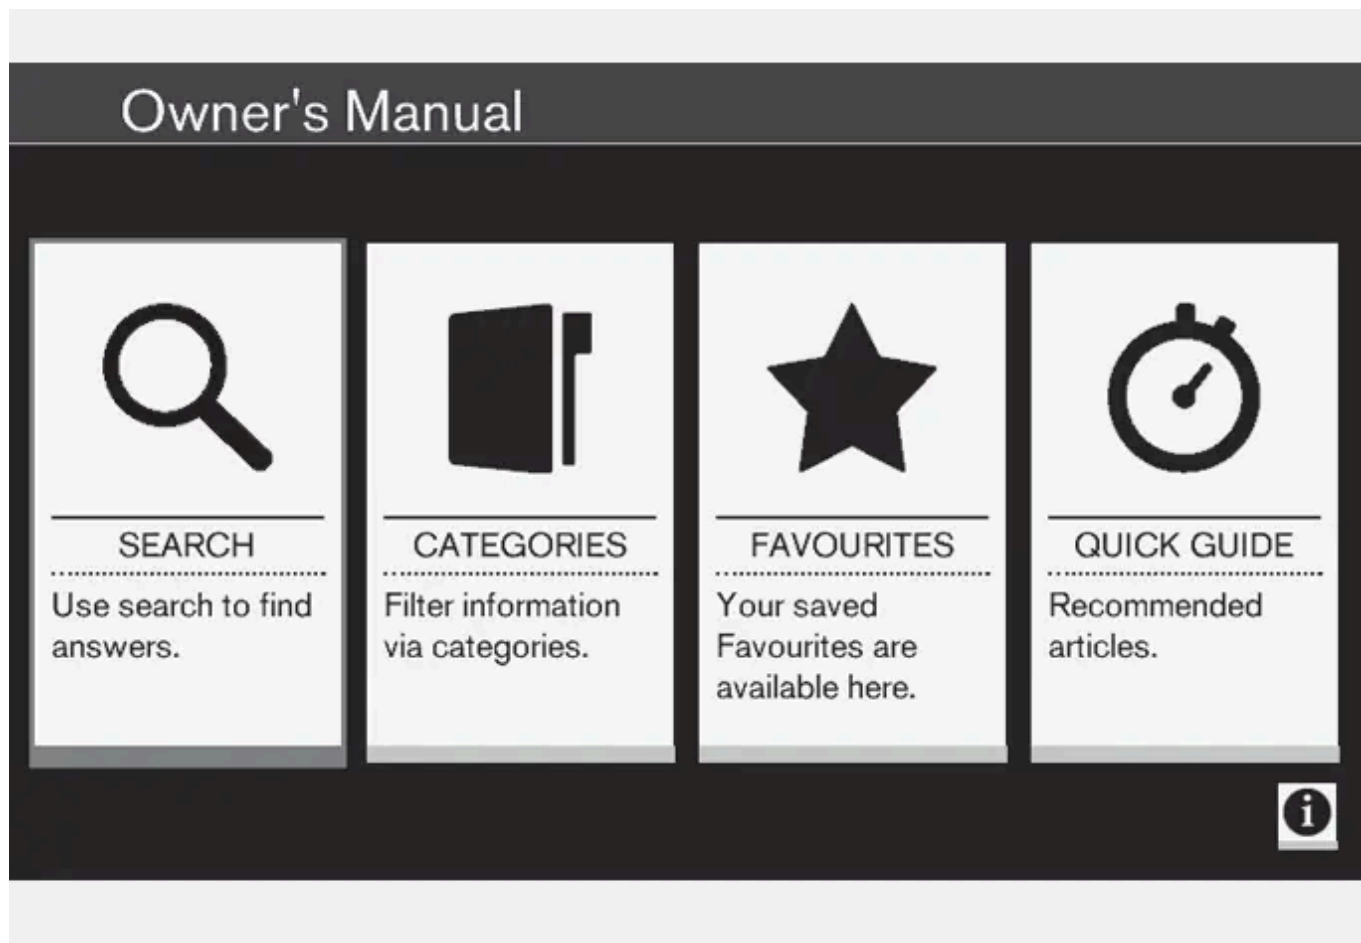 Owner's Manual
SEARCH
Use search to find
answers.
CATEGORIES
Filter information
via categories.
FAVOURITES
Your saved
Favourites are
available here.
QUICK GUIDE
Recommended
articles.
i